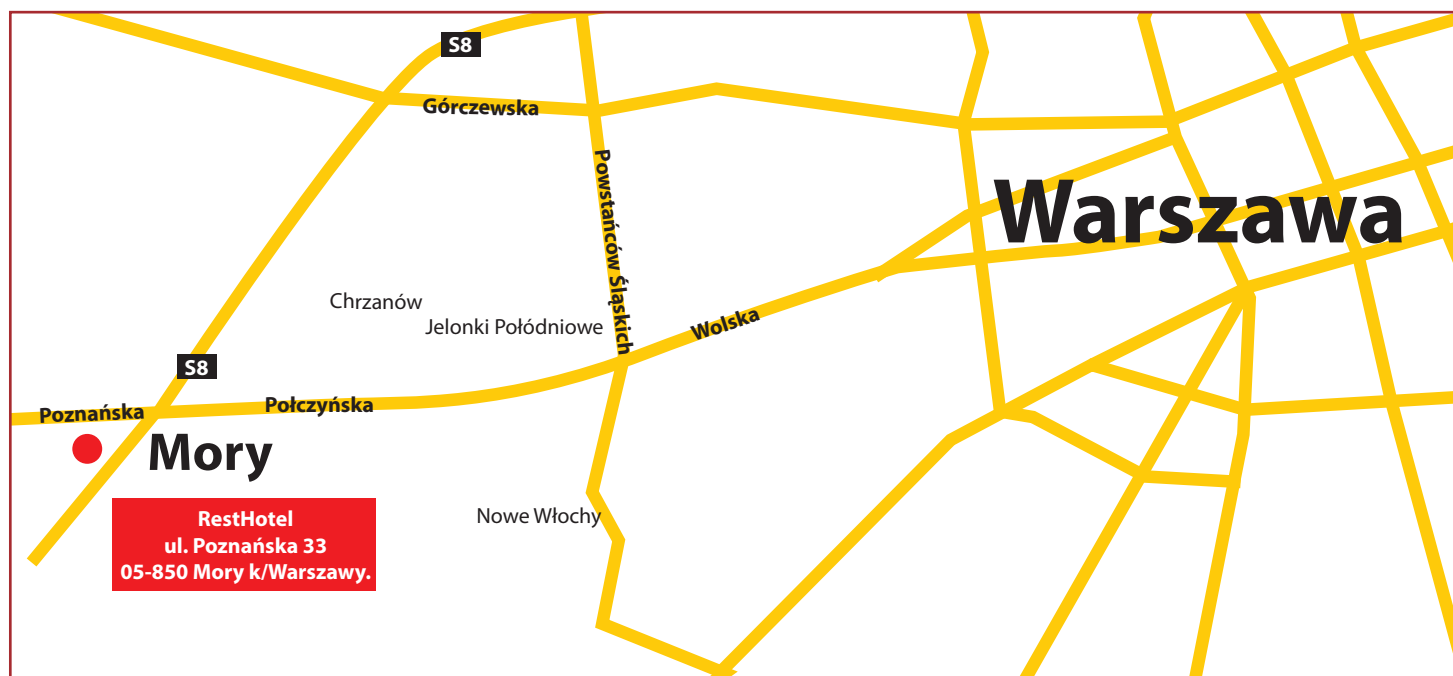 S8
Górczewska
Powstańców Śląskich
Warszawa
Chrzanów
Jelonki Połódniowe
Wolska
S8
Poznańska
Połczyńska
Mory
RestHotel
ul. Poznańska 33
05-850 Mory k/Warszawy.
Nowe Włochy